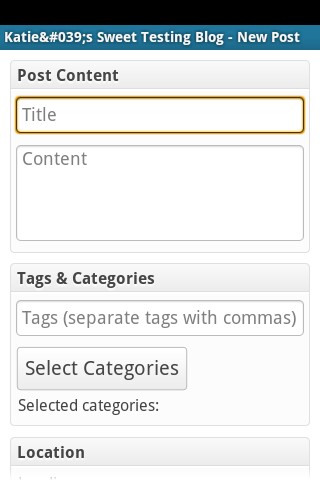 Katie&#039;s Sweet Testing Blog - New Post
Post Content
Title
Content
Tags & Categories
Tags (separate tags with commas)
Select Categories
Selected categories:
Location